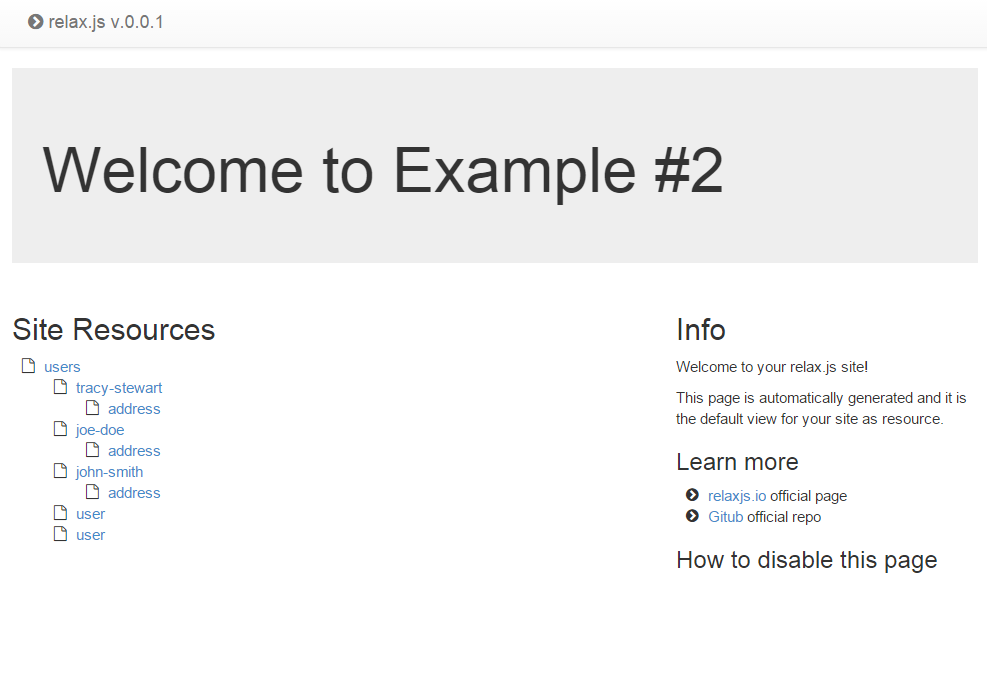 relax.js v.0.0.1
Welcome to Example #2
Site Resources
users
tracy-stewart
address
joe-doe
address
john-smith
address
user
user
Info
Welcome to your relax.js site!
This page is automatically generated and it is
the default view for your site as resource.
Learn more
relaxjs.io official page
Gitub official repo
How to disable this page